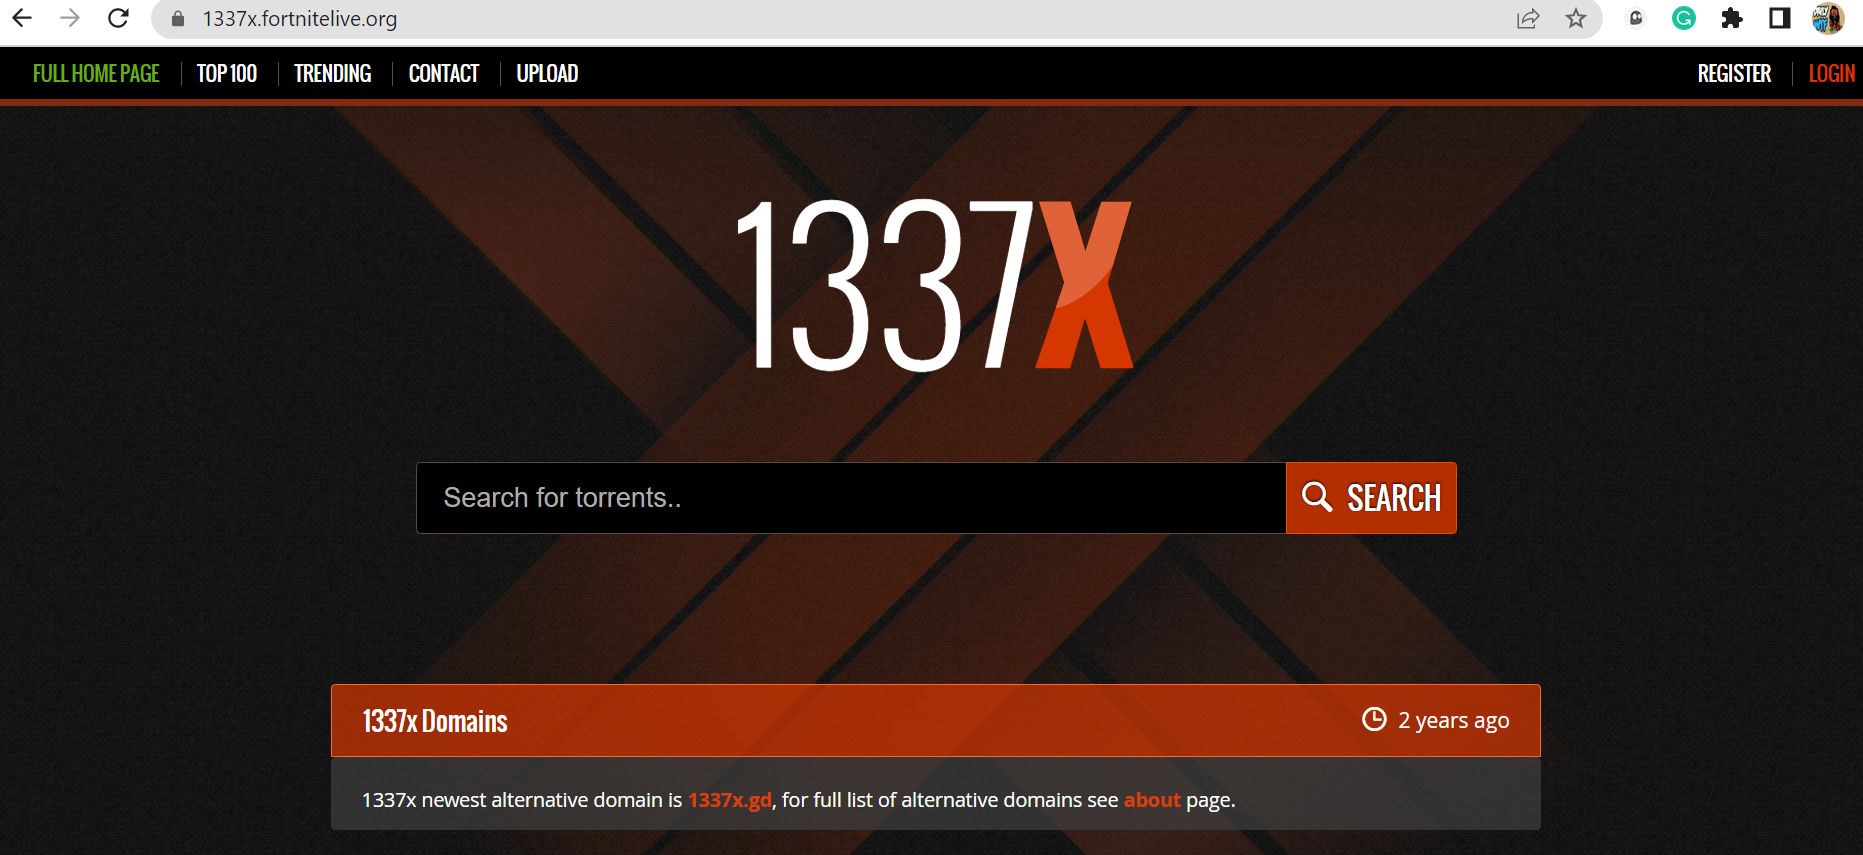 1337x.fortnitelive.org
FULL HOME PAGE TOP 100 TRENDING CONTACT UPLOAD REGISTER LOGIN
1337X
Search for torrents.. SEARCH
1337x Domains 2 years ago
1337x newest alternative domain is 1337x.gd, for full list of alternative domains see about page.